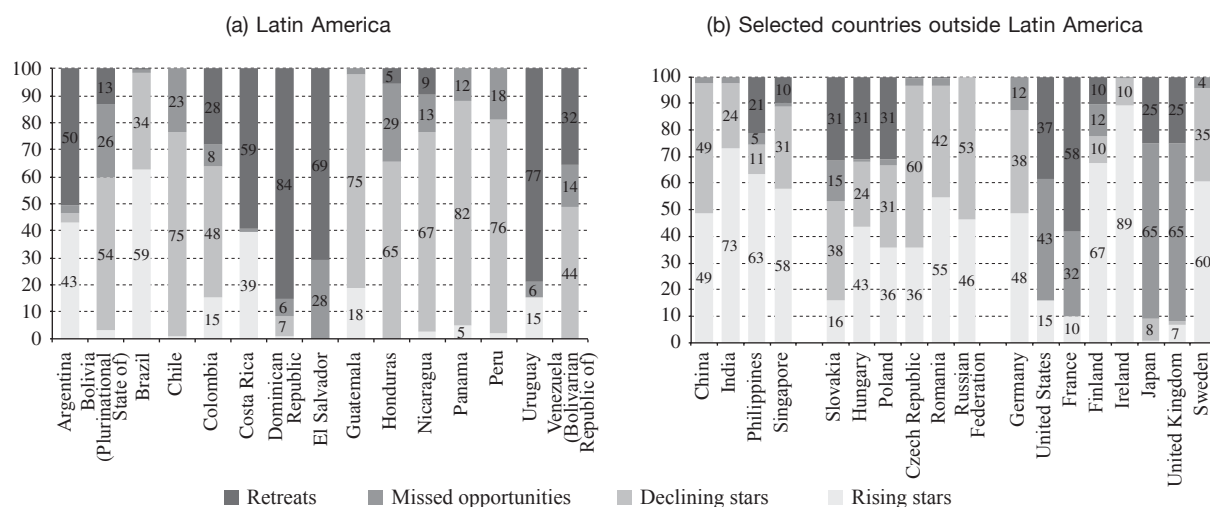 (a) Latin America
100
90
80
70
60
50
40
30
20
10
0
50
43
13
26
54
34
59
23
75
28
8
48
15
59
39
84
6
7
69
28
75
18
5
29
65
9
13
67
12
82
5
18
76
77
6
15
32
14
44
Argentina
Bolivia
(Plurinational
State of)
Brazil
Chile
Colombia
Costa Rica
Dominican
Republic
El Salvador
Guatemala
Honduras
Nicaragua
Panama
Peru
Uruguay
Venezuela
(Bolivarian
Republic of)
(b) Selected countries outside Latin America
100
90
80
70
60
50
40
30
20
10
0
49
49
24
73
21
5
11
63
10
31
58
31
15
38
16
31
24
43
31
31
36
60
36
42
55
53
46
12
38
48
37
43
15
58
32
10
10
12
10
67
10
89
25
65
8
25
65
7
4
35
60
China
India
Philippines
Singapore
Slovakia
Hungary
Poland
Czech Republic
Romania
Russian
Federation
Germany
United States
France
Finland
Ireland
Japan
United Kingdom
Sweden
Retreats
Missed opportunities
Declining stars
Rising stars